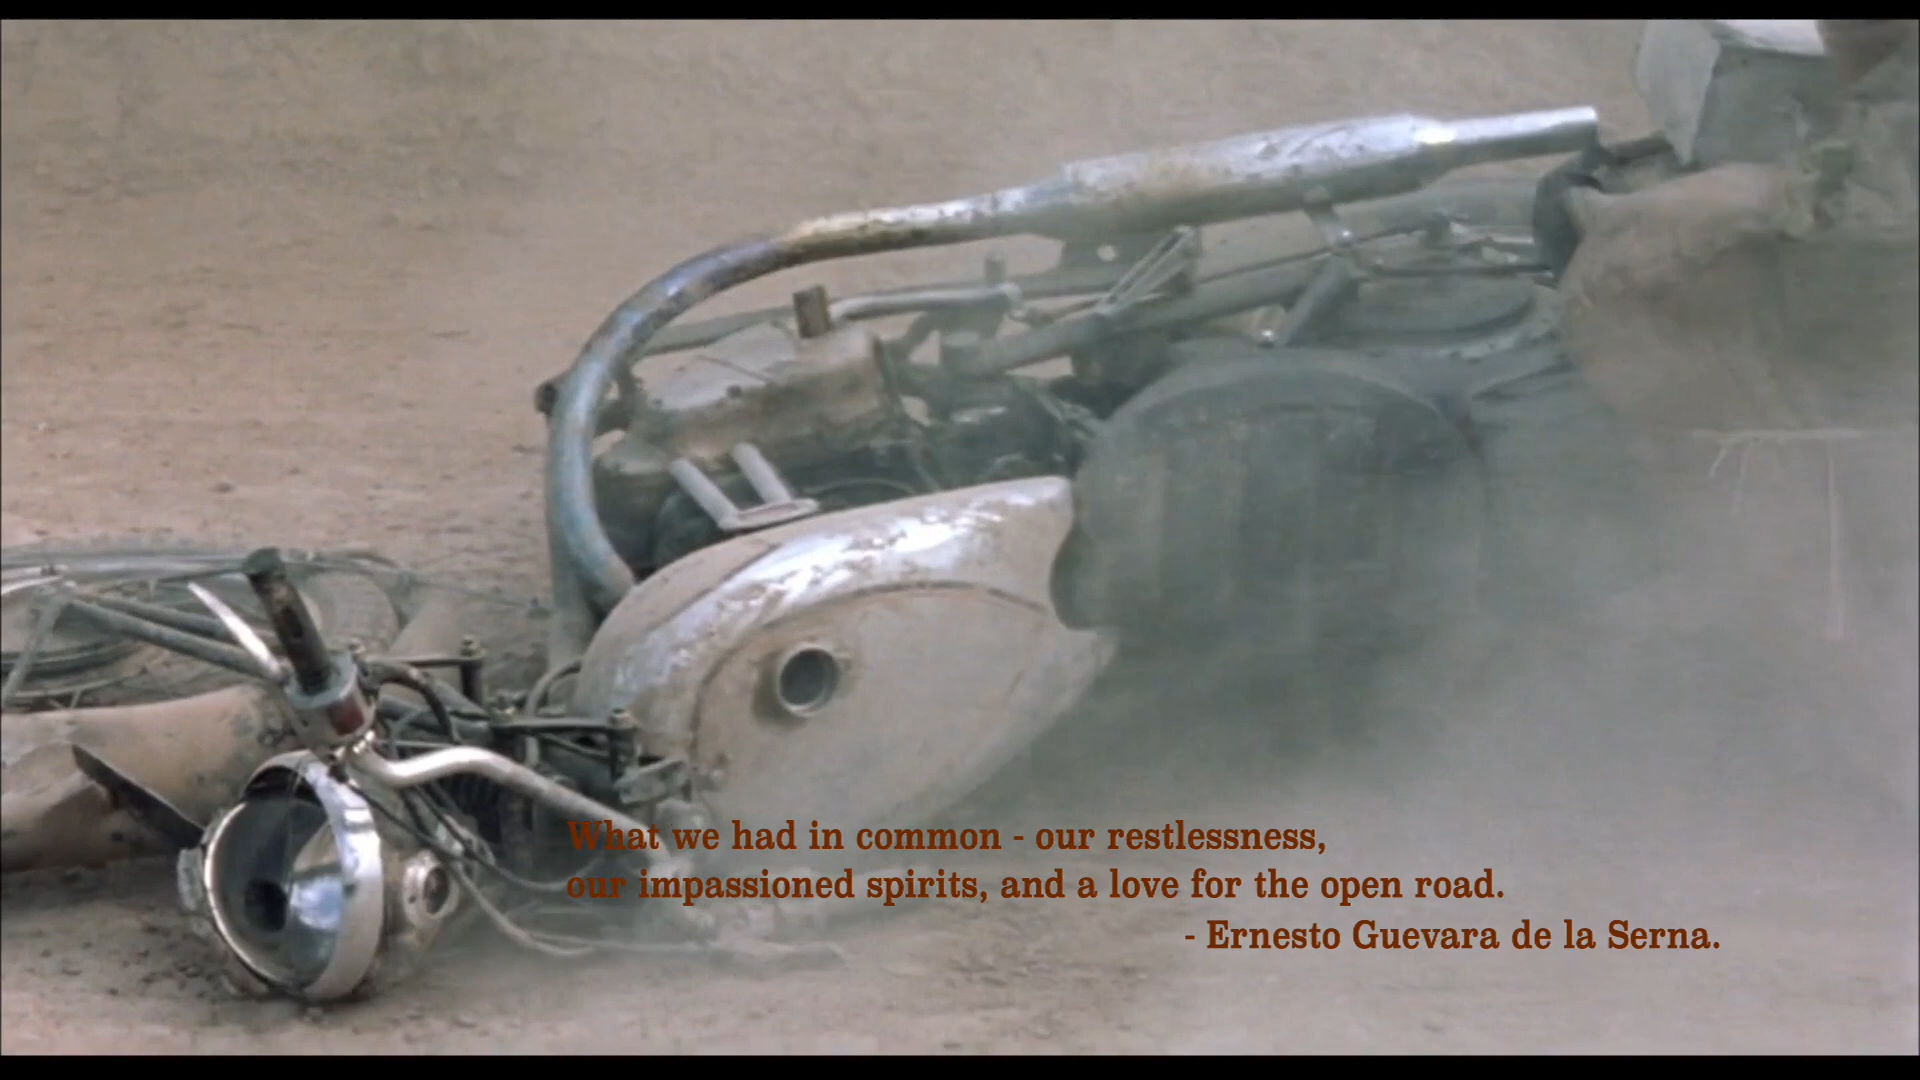 What we had in common - our restlessness,
our impassioned spirits, and a love for the open road.
- Ernesto Guevara de la Serna.